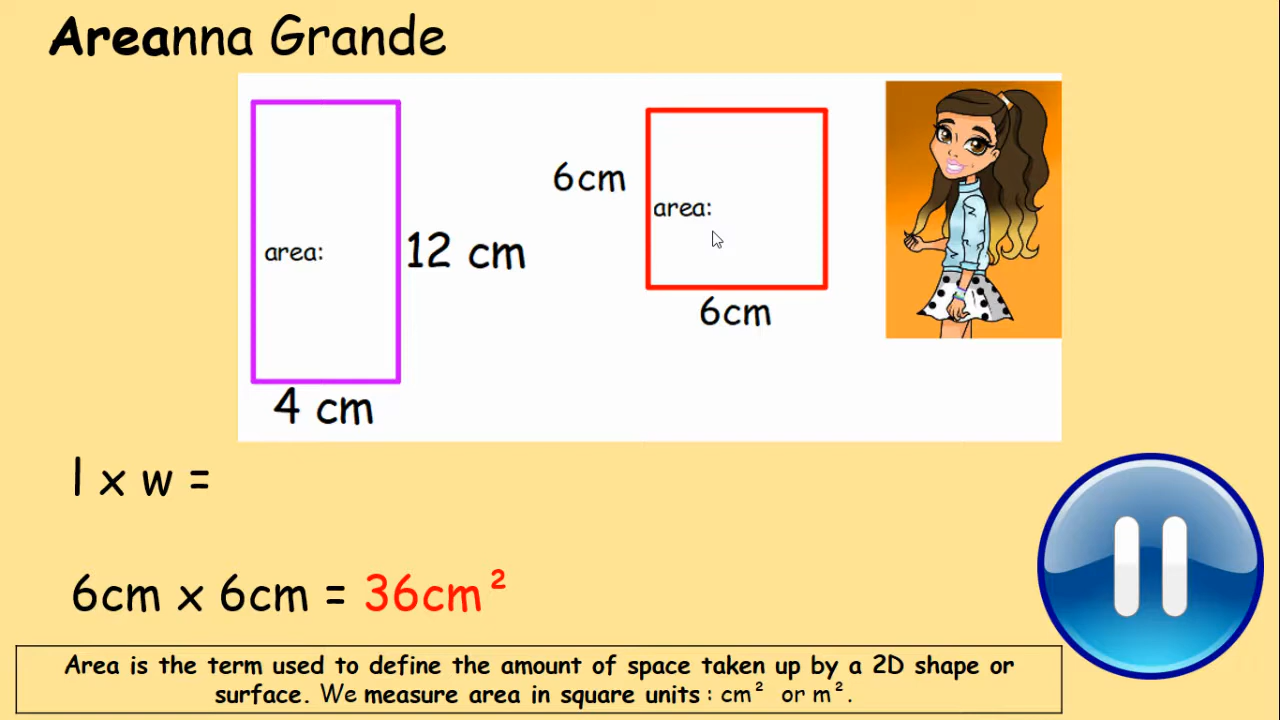 Areanna Grande
6cm
area:
area:
12 cm
6cm
4 cm
l x w =
6cm x 6cm = 36cm²
Area is the term used to define the amount of space taken up by a 2D shape or
surface. We measure area in square units : cm² or m².